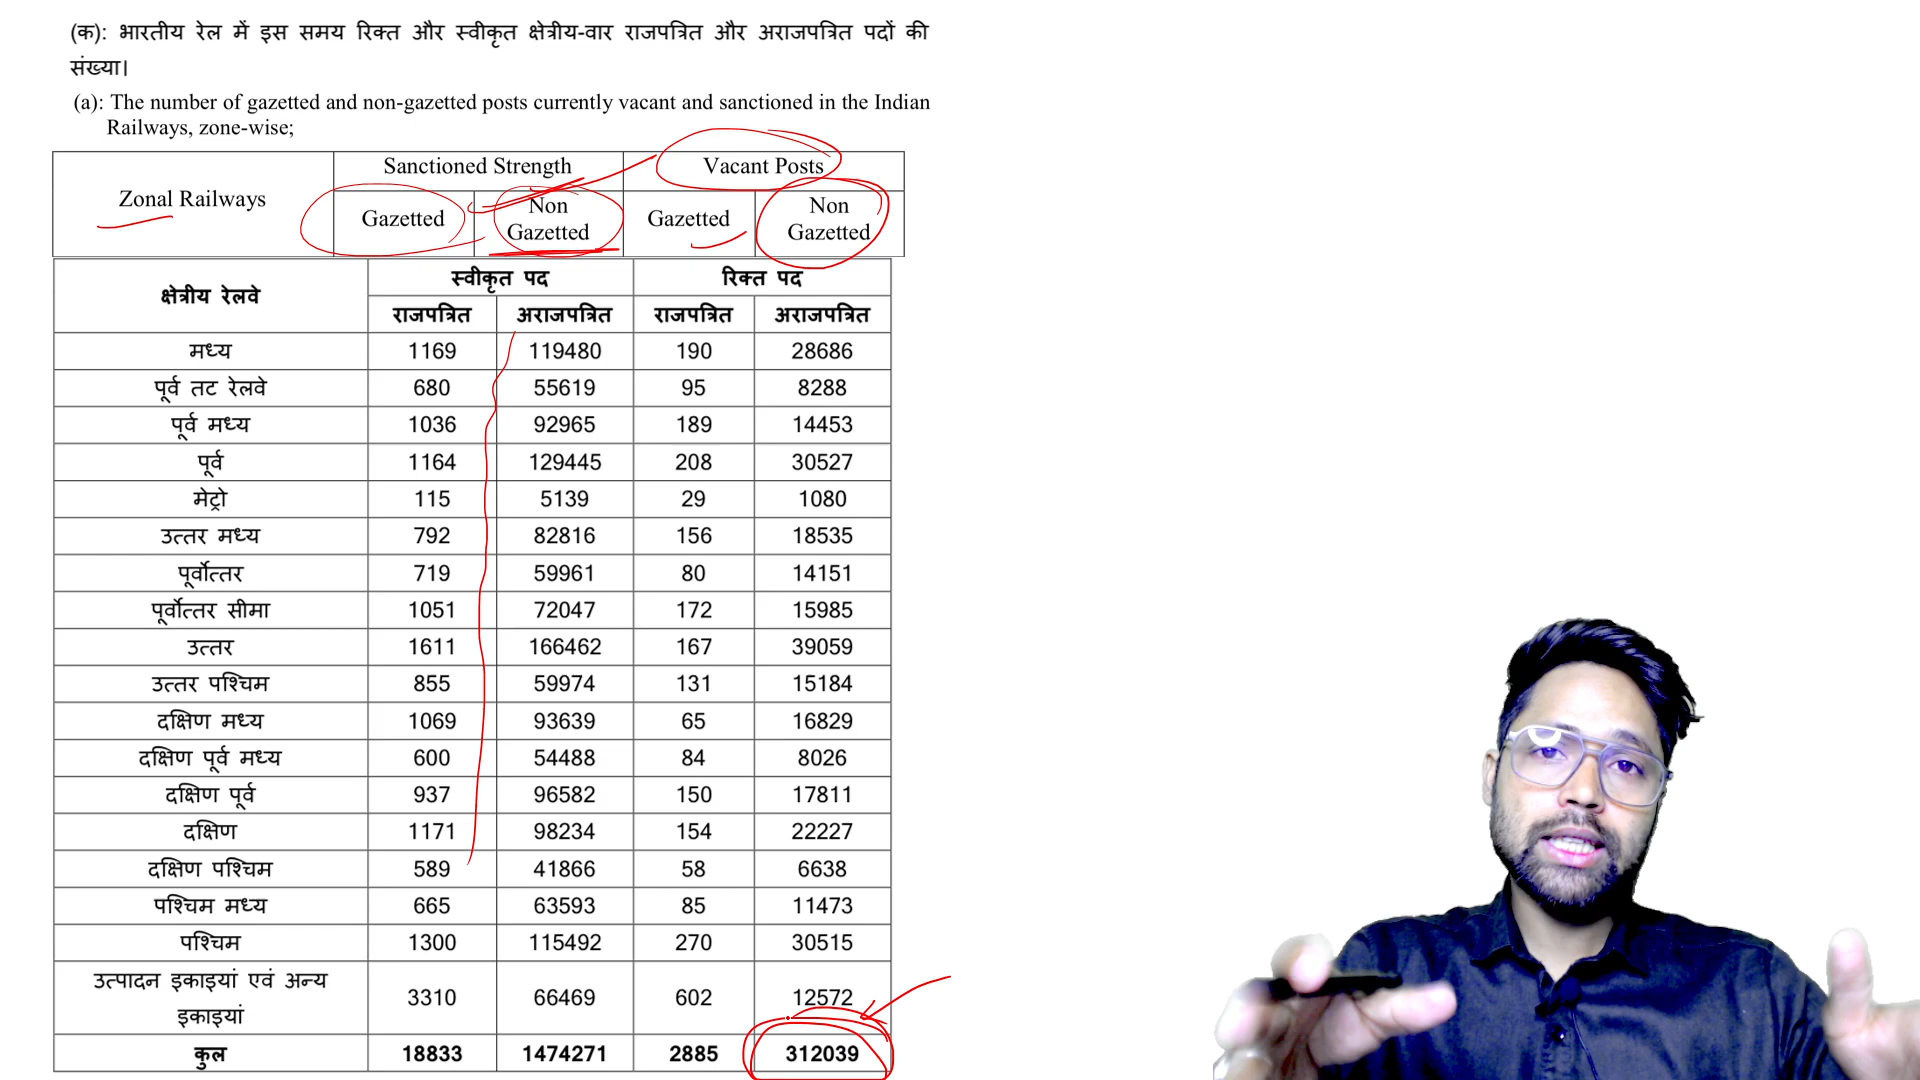 (क): भारतीय रेल में इस समय रिक्त और स्वीकृत क्षेत्रीय-वार राजपत्रित और अराजपत्रित पदों की
संख्या।
(a): The number of gazetted and non-gazetted posts currently vacant and sanctioned in the Indian
Railways, zone-wise;
Zonal Railways Sanctioned Strength Vacant Posts
Gazetted Non Gazetted Gazetted Non Gazetted
क्षेत्रीय रेलवे स्वीकृत पद रिक्त पद
राजपत्रित अराजपत्रित राजपत्रित अराजपत्रित
मध्य 1169 119480 190 28686
पूर्व तट रेलवे 680 55619 95 8288
पूर्व मध्य 1036 92965 189 14453
पूर्व 1164 129445 208 30527
मेट्रो 115 5139 29 1080
उत्तर मध्य 792 82816 156 18535
पूर्वोत्तर 719 59961 80 14151
पूर्वोत्तर सीमा 1051 72047 172 15985
उत्तर 1611 166462 167 39059
उत्तर पश्चिम 855 59974 131 15184
दक्षिण मध्य 1069 93639 65 16829
दक्षिण पूर्व मध्य 600 54488 84 8026
दक्षिण पूर्व 937 96582 150 17811
दक्षिण 1171 98234 154 22227
दक्षिण पश्चिम 589 41866 58 6638
पश्चिम मध्य 665 63593 85 11473
पश्चिम 1300 115492 270 30515
उत्पादन इकाइयां एवं अन्य
इकाइयां 3310 66469 602 12572
कुल 18833 1474271 2885 312039